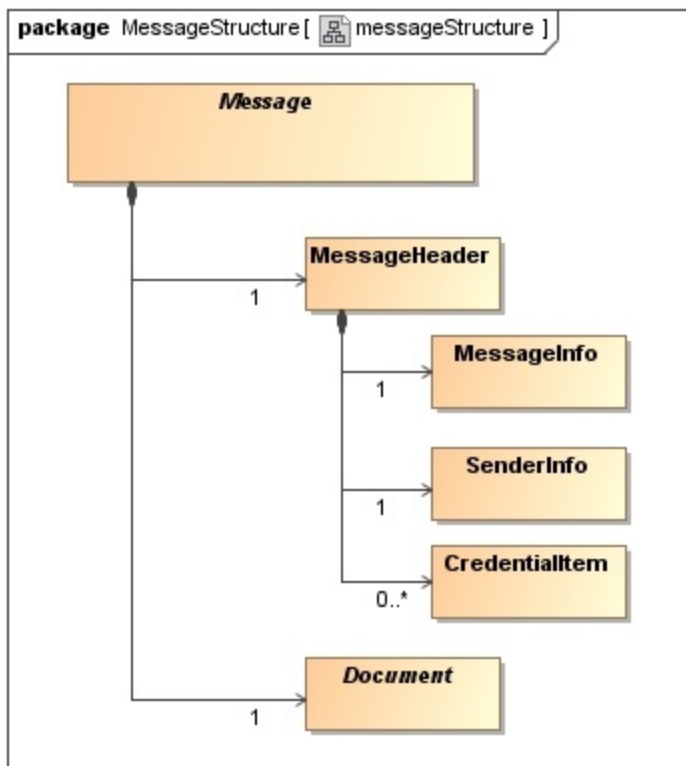 package MessageStructure [ messageStructure ]
Message
MessageHeader
1
MessageInfo
1
SenderInfo
1
CredentialItem
0..*
Document
1